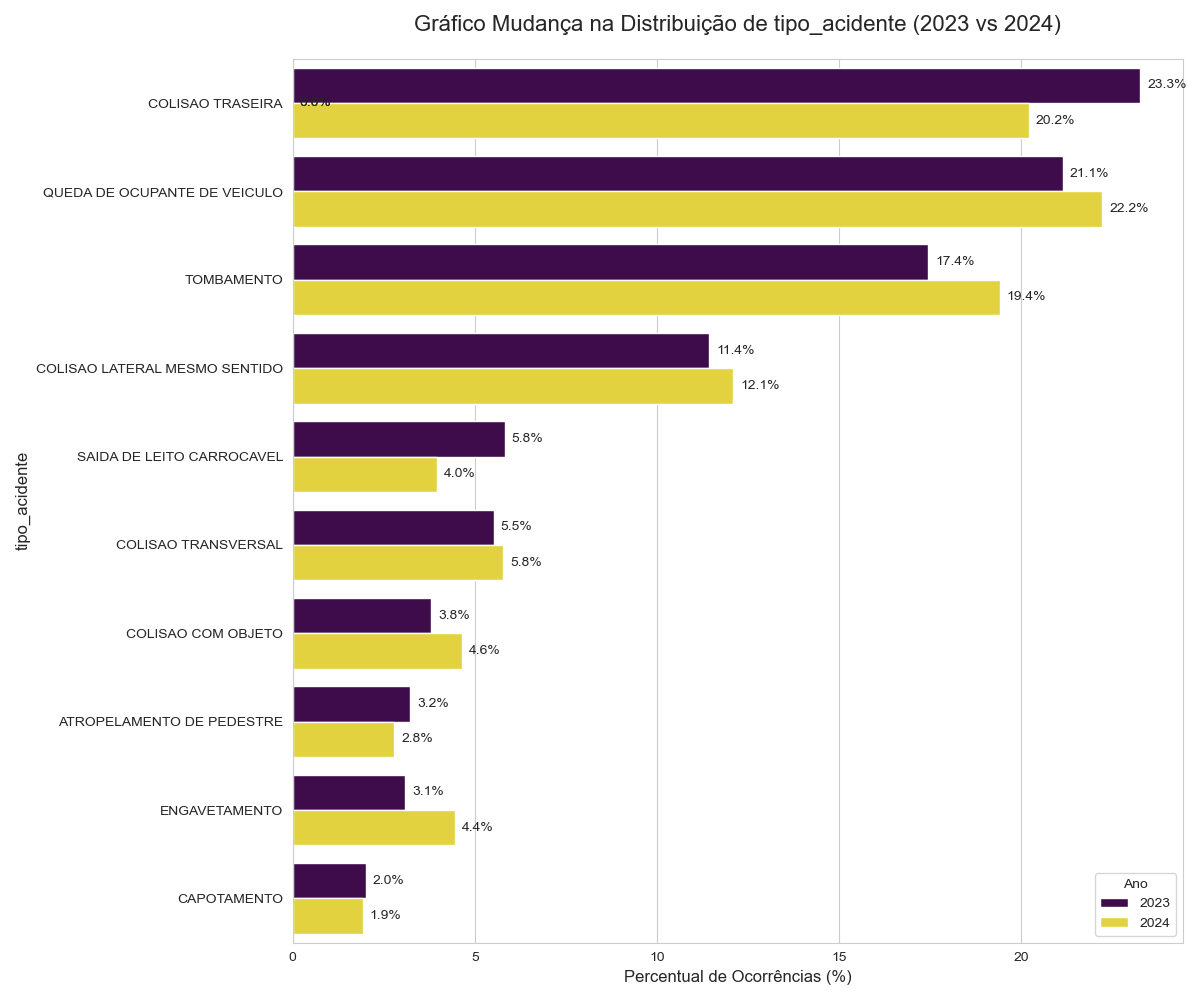 Gráfico Mudança na Distribuição de tipo_acidente (2023 vs 2024)
COLISAO TRASEIRA
23.3%
20.2%
QUEDA DE OCUPANTE DE VEICULO
21.1%
22.2%
TOMBAMENTO
17.4%
19.4%
COLISAO LATERAL MESMO SENTIDO
11.4%
12.1%
SAIDA DE LEITO CARROCAVEL
5.8%
4.0%
COLISAO TRANSVERSAL
5.5%
5.8%
COLISAO COM OBJETO
3.8%
4.6%
ATROPELAMENTO DE PEDESTRE
3.2%
2.8%
ENGAVETAMENTO
3.1%
4.4%
CAPOTAMENTO
2.0%
1.9%
tipo_acidente
0 5 10 15 20
Percentual de Ocorrências (%)
Ano
2023
2024